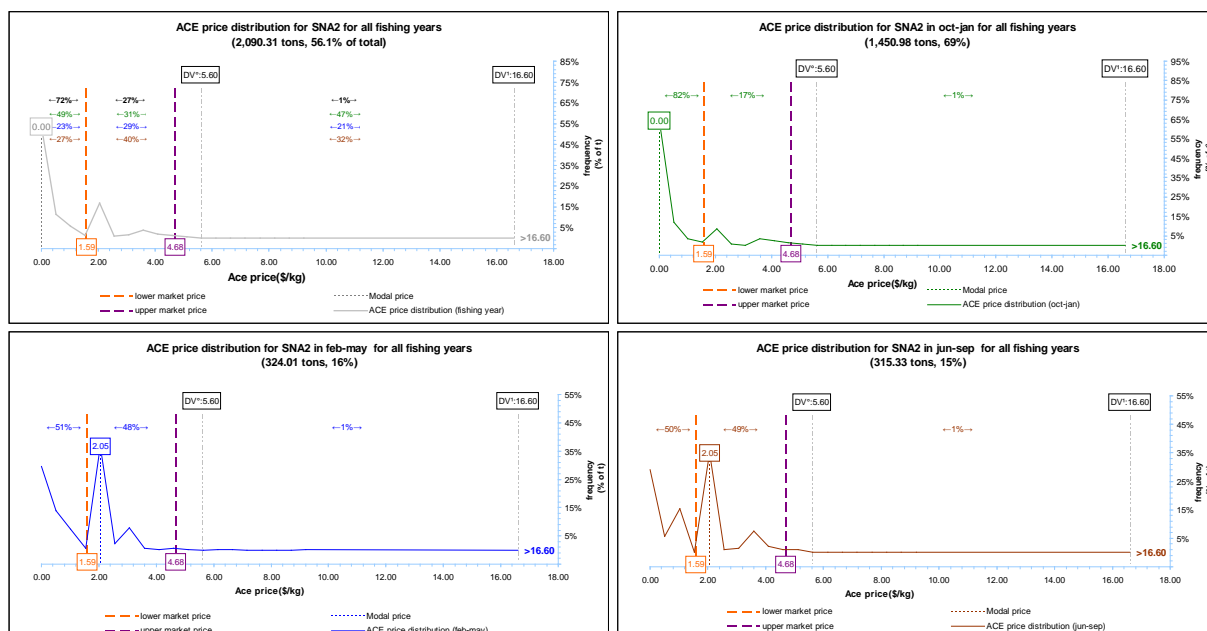 ACE price distribution for SNA2 for all fishing years
(2,090.31 tons, 56.1% of total)
DV°:5.60
DV¹:16.60
85%
75%
65%
55%
45%
35%
25%
15%
5%
frequency
(% of t)
←72%→ ←27%→ ←1%→
←49%→ ←31%→ ←47%→
←23%→ ←29%→ ←21%→
←27%→ ←40%→ ←32%→
0.00
1.59
4.68
>16.60
0.00 2.00 4.00 6.00 8.00 10.00 12.00 14.00 16.00 18.00
Ace price($/kg)
lower market price
Modal price
upper market price
ACE price distribution (fishing year)
ACE price distribution for SNA2 in oct-jan for all fishing years
(1,450.98 tons, 69%)
DV°:5.60
DV¹:16.60
95%
85%
75%
65%
55%
45%
35%
25%
15%
5%
frequency
←82%→ ←17%→ ←1%→
0.00
1.59
4.68
>16.60
0.00 2.00 4.00 6.00 8.00 10.00 12.00 14.00 16.00 18.00
Ace price($/kg)
lower market price
Modal price
upper market price
ACE price distribution (oct-jan)
ACE price distribution for SNA2 in feb-may for all fishing years
(324.01 tons, 16%)
DV°:5.60
DV¹:16.60
55%
45%
35%
25%
15%
5%
frequency
(% of t)
←51%→ ←48%→ ←1%→
2.05
1.59
4.68
>16.60
0.00 2.00 4.00 6.00 8.00 10.00 12.00 14.00 16.00 18.00
Ace price($/kg)
lower market price
Modal price
upper market price
ACE price distribution (feb-may)
ACE price distribution for SNA2 in jun-sep for all fishing years
(315.33 tons, 15%)
DV°:5.60
DV¹:16.60
55%
45%
35%
25%
15%
5%
frequency
←50%→ ←49%→ ←1%→
2.05
1.59
4.68
>16.60
0.00 2.00 4.00 6.00 8.00 10.00 12.00 14.00 16.00 18.00
Ace price($/kg)
lower market price
Modal price
upper market price
ACE price distribution (jun-sep)